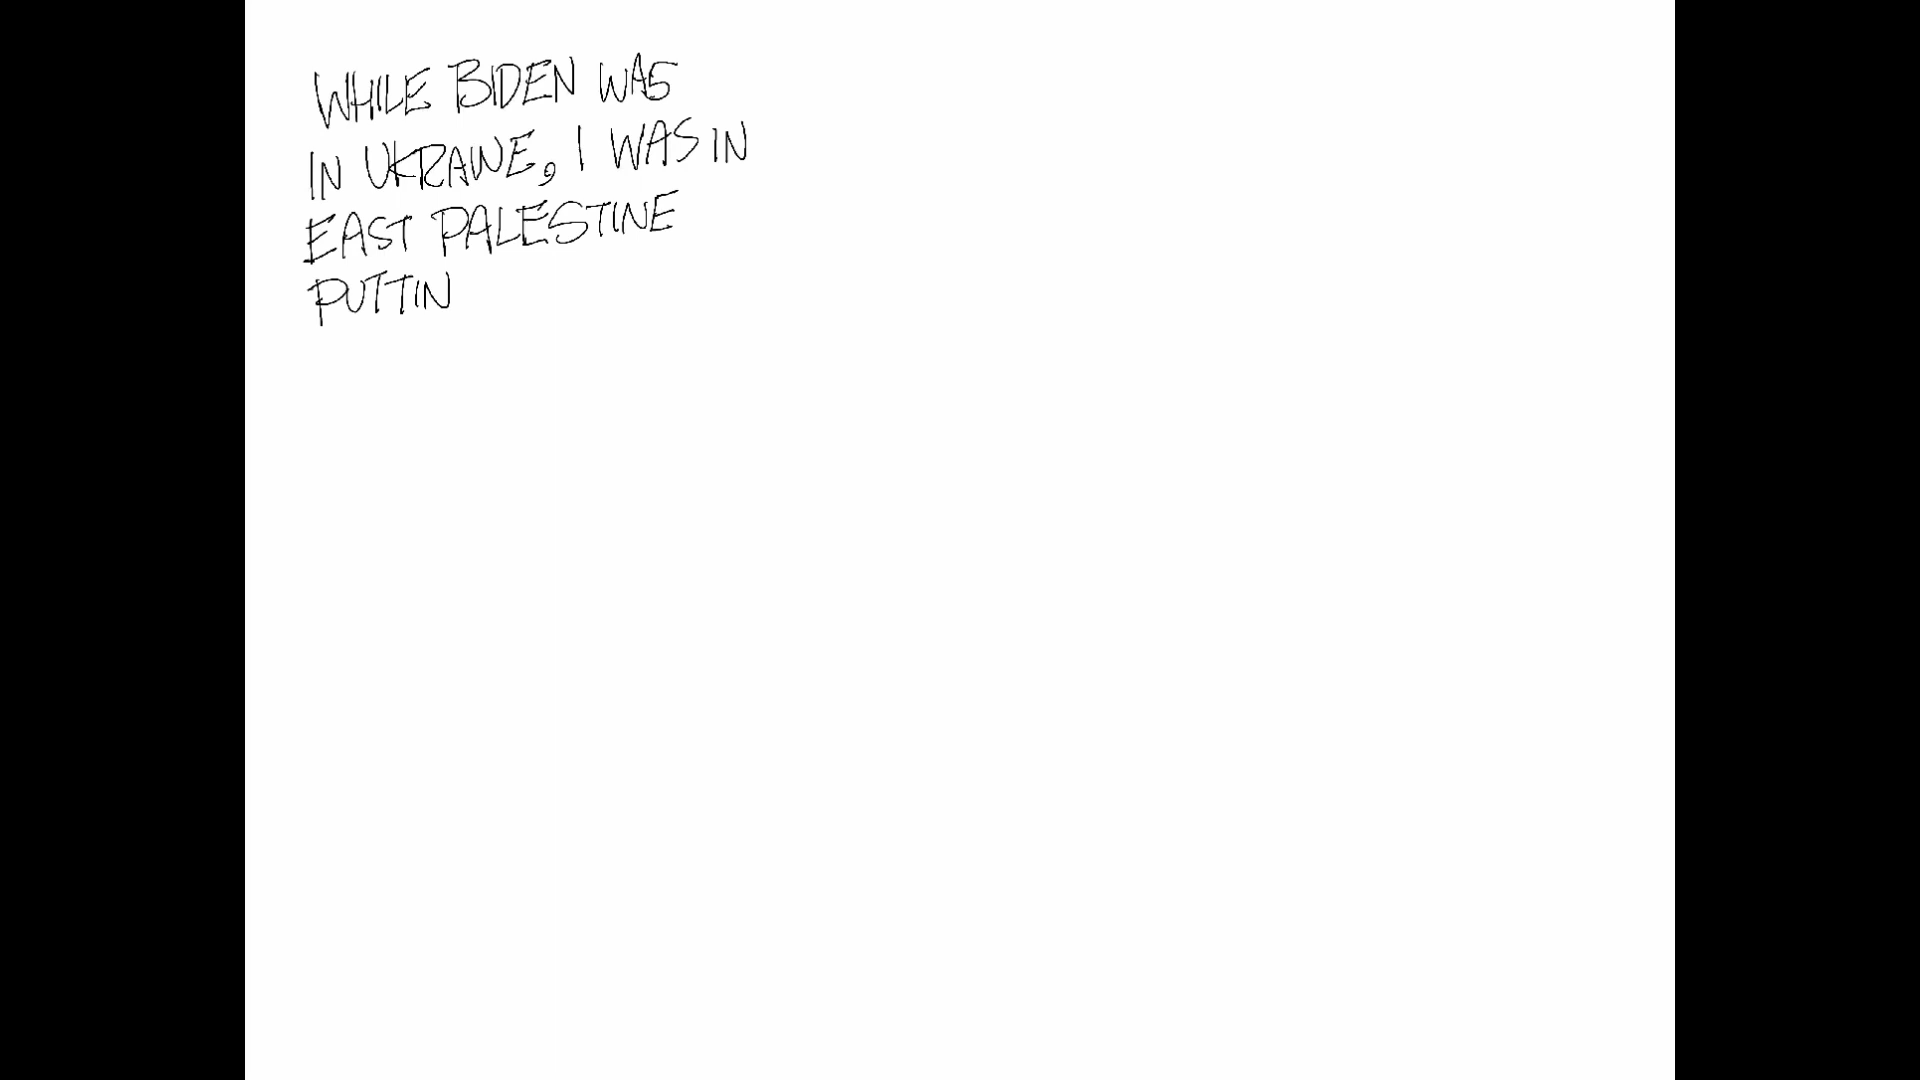 WHILE BIDEN WAS
IN UKRAINE, I WAS IN
EAST PALESTINE
PUTTIN